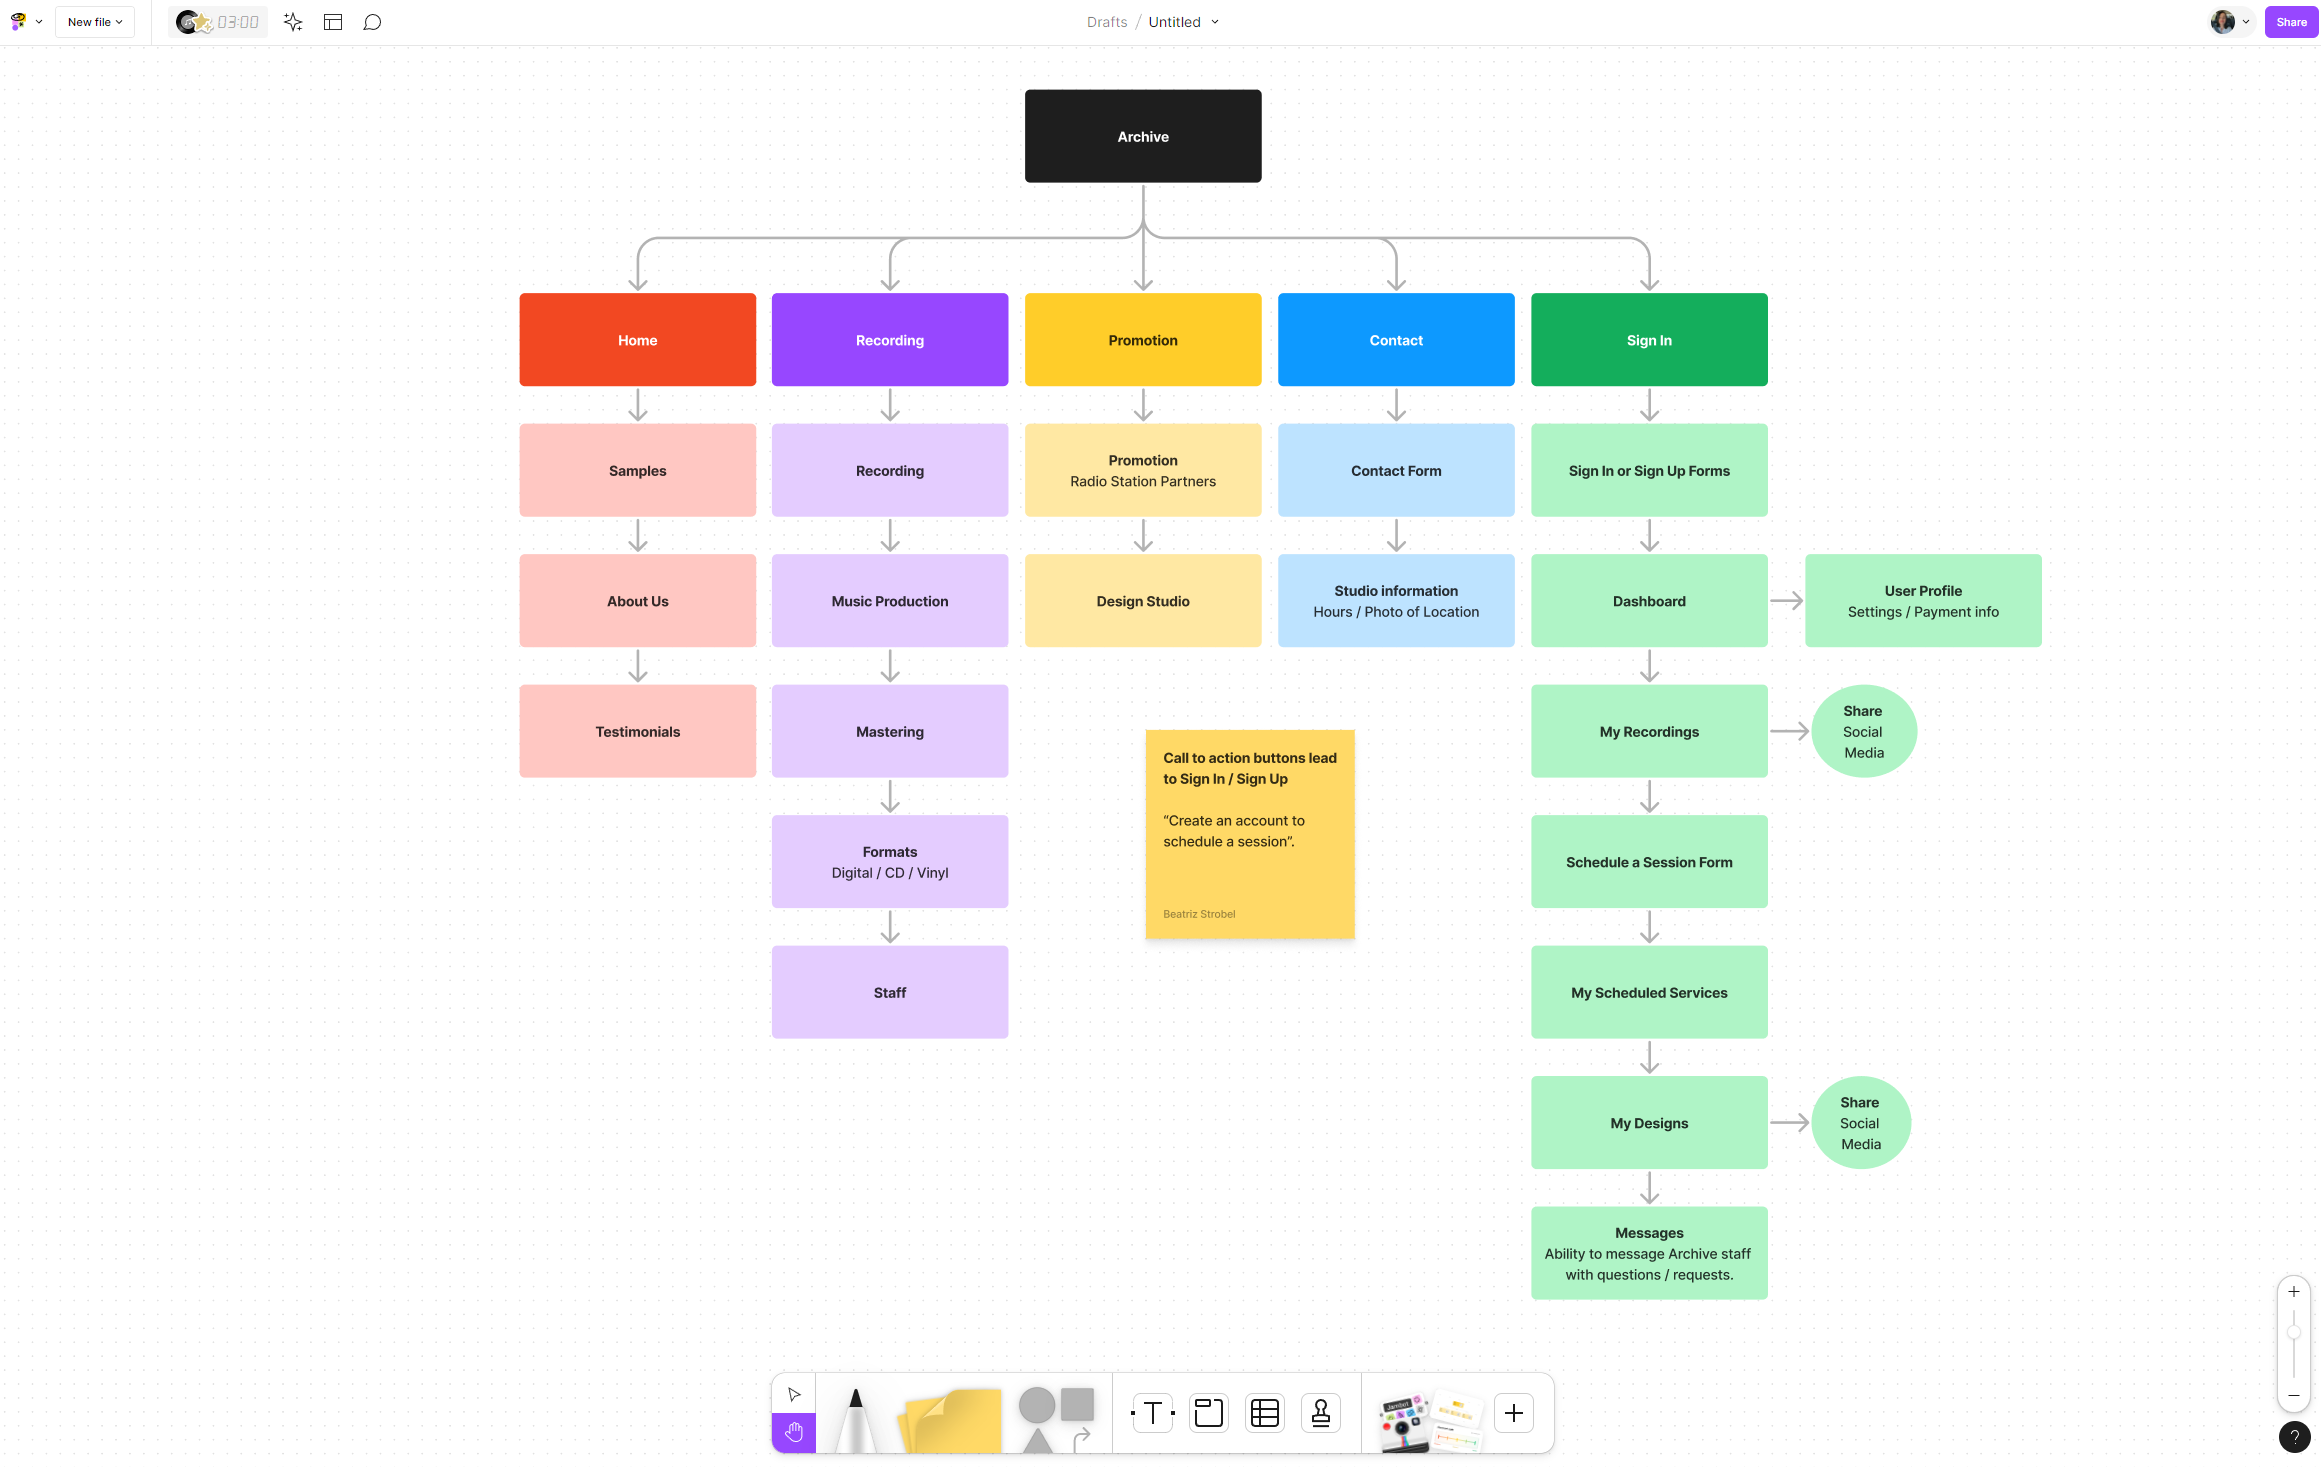 New file
03:00
Drafts / Untitled
Share
Archive
Home
Recording
Promotion
Contact
Sign In
Samples
Recording
Promotion
Radio Station Partners
Contact Form
Sign In or Sign Up Forms
About Us
Music Production
Design Studio
Studio information
Hours / Photo of Location
Dashboard
User Profile
Settings / Payment info
Testimonials
Mastering
My Recordings
Share
Social
Media
Call to action buttons lead
to Sign In / Sign Up
“Create an account to
schedule a session”.
Beatriz Strobel
Formats
Digital / CD / Vinyl
Schedule a Session Form
Staff
My Scheduled Services
My Designs
Share
Social
Media
Messages
Ability to message Archive staff
with questions / requests.
T
Jambot
?